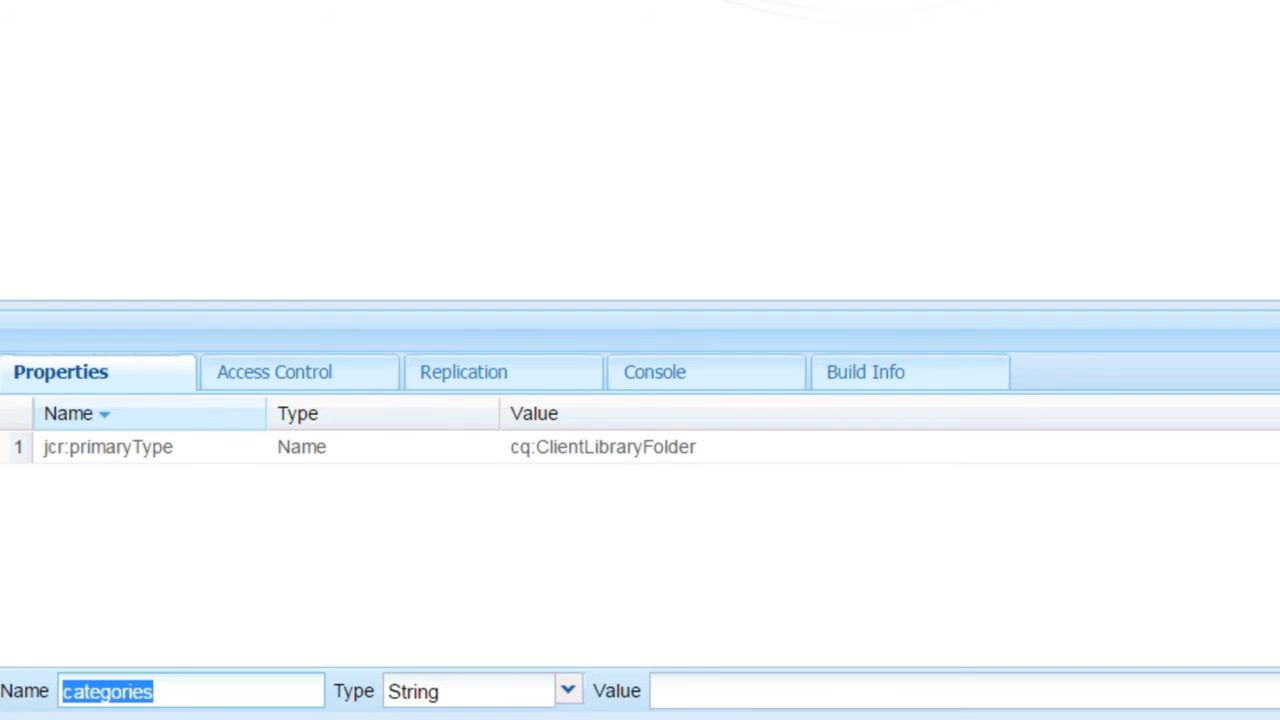 Properties Access Control Replication Console Build Info
Name Type Value
1 jcr:primaryType Name cq:ClientLibraryFolder
Name categories Type String Value